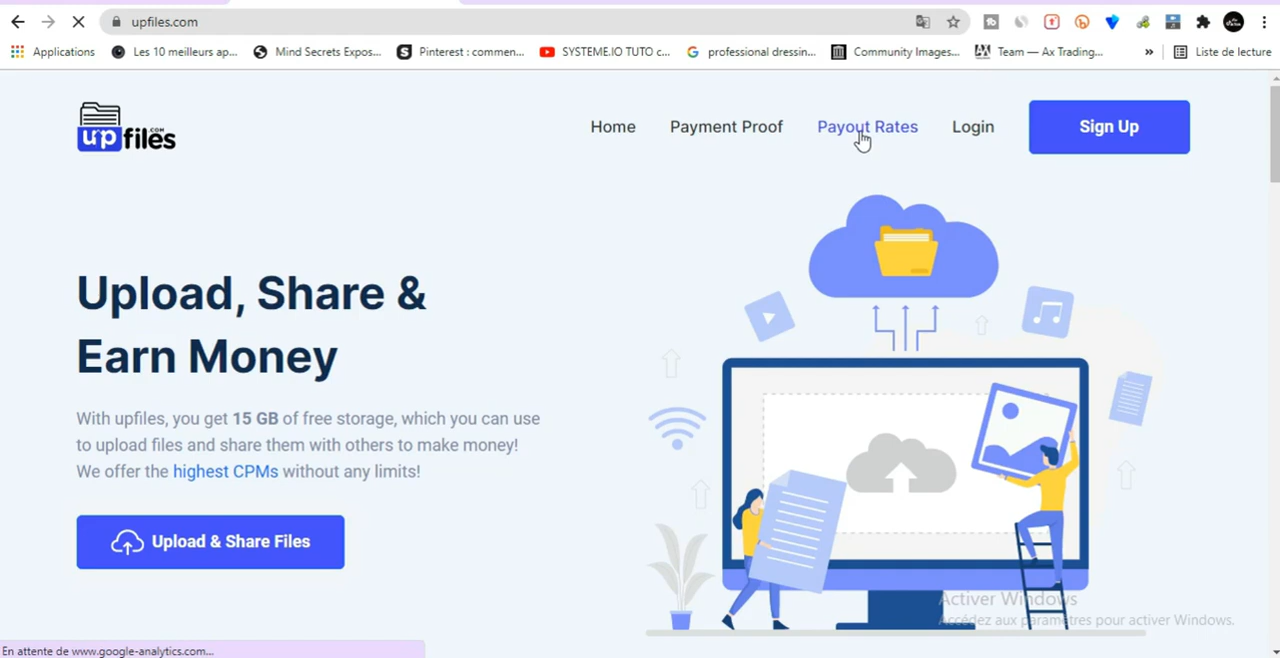 upfiles.com
Applications
Les 10 meilleurs ap...
Mind Secrets Expos...
Pinterest : commen...
SYSTEME.IO TUTO c...
professional dressin...
Community Images...
Team — Ax Trading...
»
Liste de lecture
upfiles.COM
Home
Payment Proof
Payout Rates
Login
Sign Up
Upload, Share &
Earn Money
With upfiles, you get 15 GB of free storage, which you can use
to upload files and share them with others to make money!
We offer the highest CPMs without any limits!
Upload & Share Files
Activer Windows
Accédez aux paramètres pour activer Windows.
En attente de www.google-analytics.com...